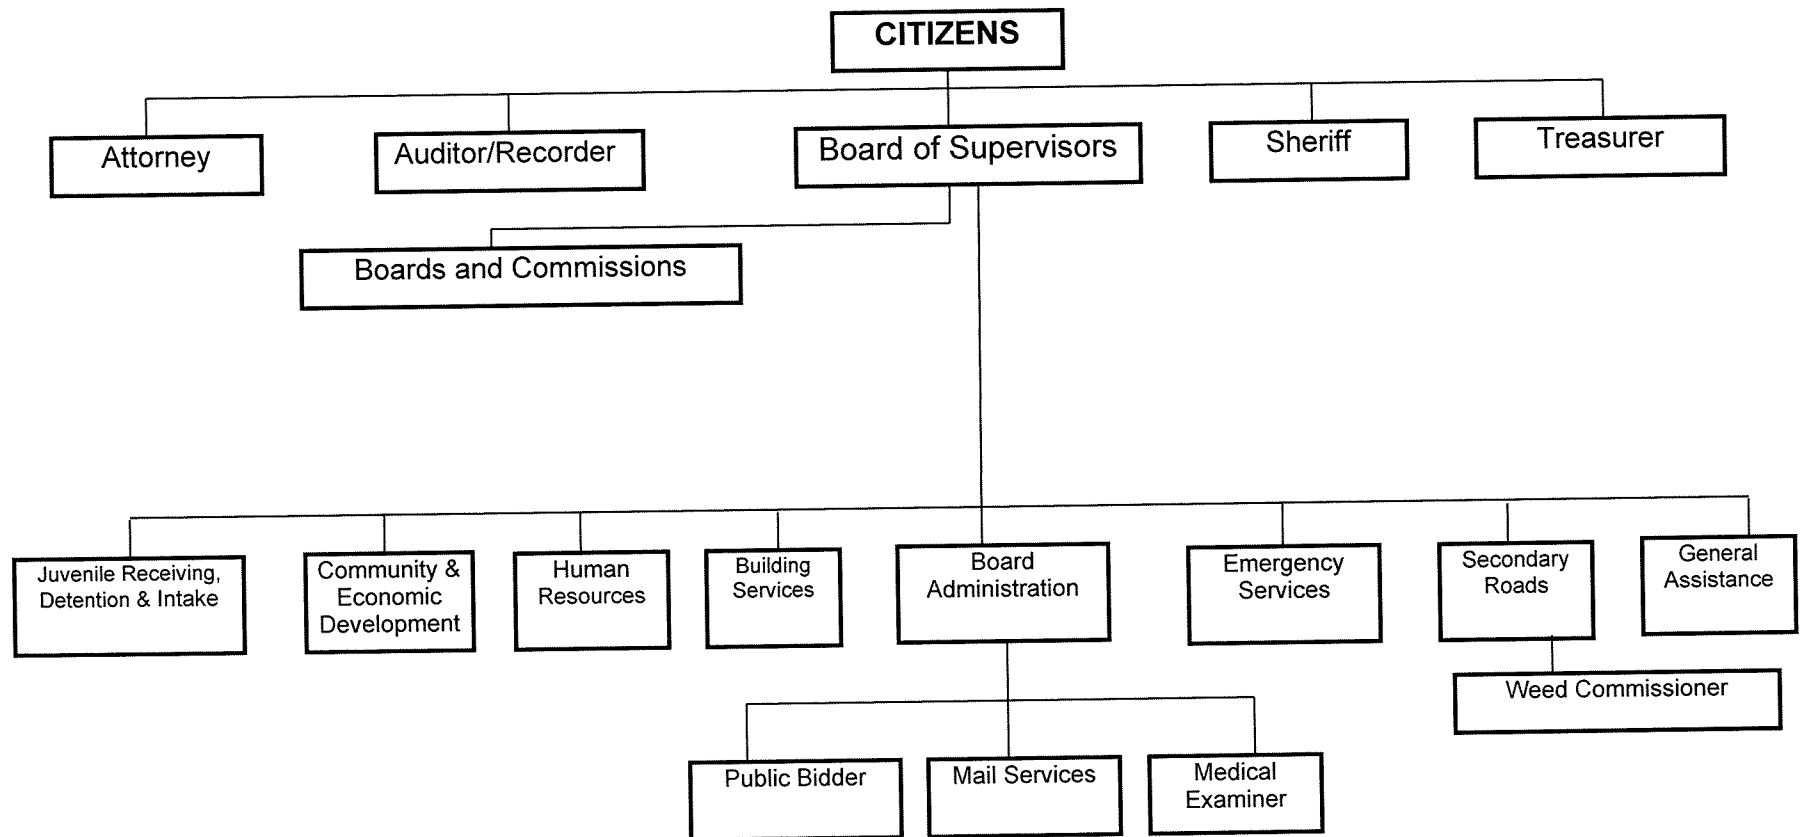 CITIZENS
Attorney
Auditor/Recorder
Board of Supervisors
Sheriff
Treasurer
Boards and Commissions
Juvenile Receiving,
Detention & Intake
Community &
Economic
Development
Human
Resources
Building
Services
Board
Administration
Emergency
Services
Secondary
Roads
General
Assistance
Weed Commissioner
Public Bidder
Mail Services
Medical
Examiner